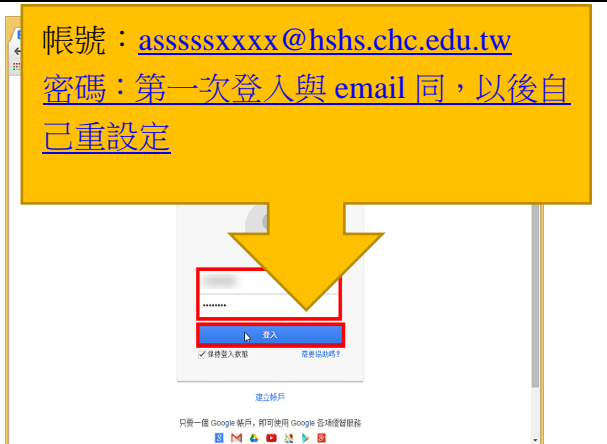 帳號：asssssxxxx@hshs.chc.edu.tw
密碼：第一次登入與 email 同，以後自
己重設定
登入
保持登入狀態
需要協助嗎？
建立帳戶
只要一個 Google 帳戶，即可使用 Google 各項優質服務